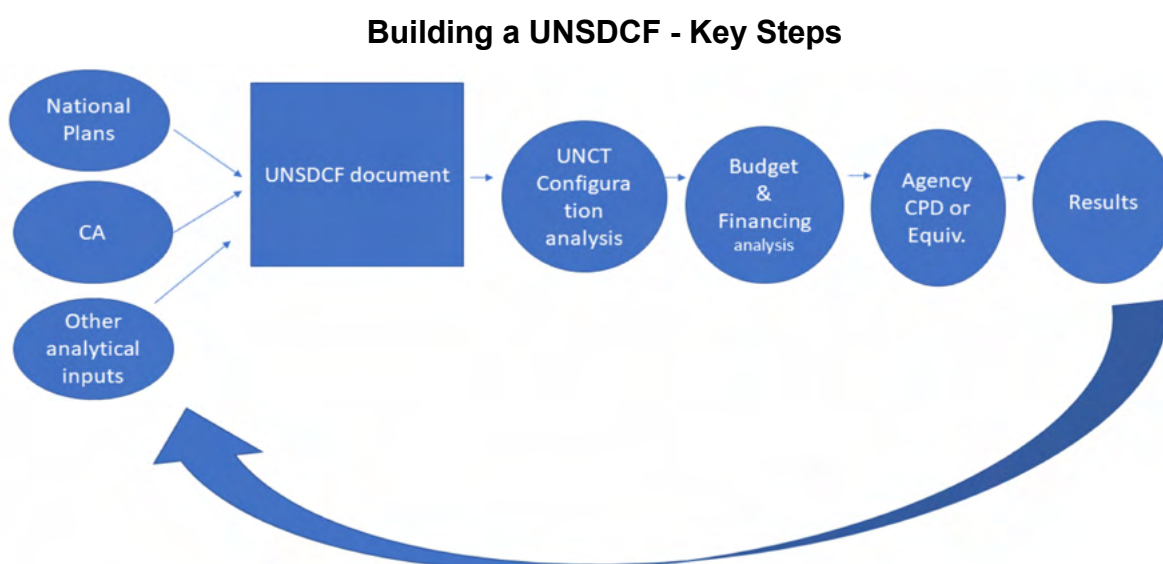 Building a UNSDCF - Key Steps
National
Plans
CA
Other
analytical
inputs
UNSDCF document
UNCT
Configura
tion
analysis
Budget
&
Financing
analysis
Agency
CPD or
Equiv.
Results